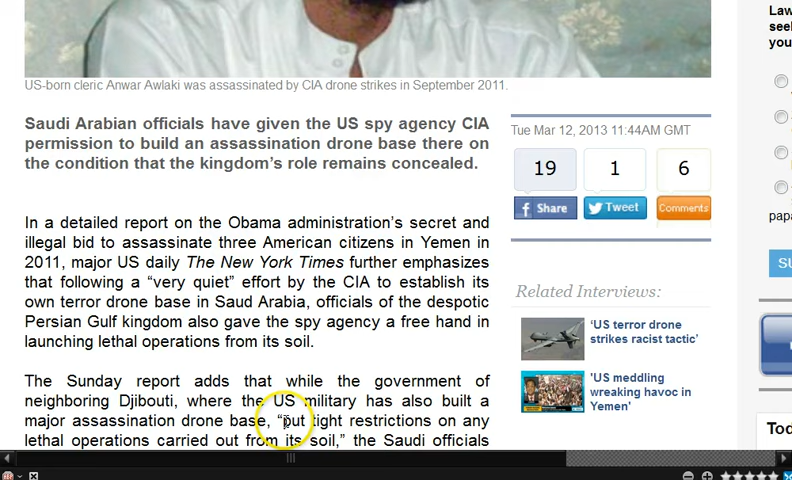 Law
seel
you
US-born cleric Anwar Awlaki was assassinated by CIA drone strikes in September 2011.
Saudi Arabian officials have given the US spy agency CIA
permission to build an assassination drone base there on
the condition that the kingdom's role remains concealed.
Tue Mar 12, 2013 11:44AM GMT
19
1
6
Share
Tweet
Comments
In a detailed report on the Obama administration's secret and
illegal bid to assassinate three American citizens in Yemen in
2011, major US daily The New York Times further emphasizes
that following a “very quiet” effort by the CIA to establish its
own terror drone base in Saudi Arabia, officials of the despotic
Persian Gulf kingdom also gave the spy agency a free hand in
launching lethal operations from its soil.
Related Interviews:
‘US terror drone
strikes racist tactic’
'US meddling
wreaking havoc in
Yemen'
The Sunday report adds that while the government of
neighboring Djibouti, where the US military has also built a
major assassination drone base, “put tight restrictions on any
lethal operations carried out from its soil,” the Saudi officials
papa
SU
Tod